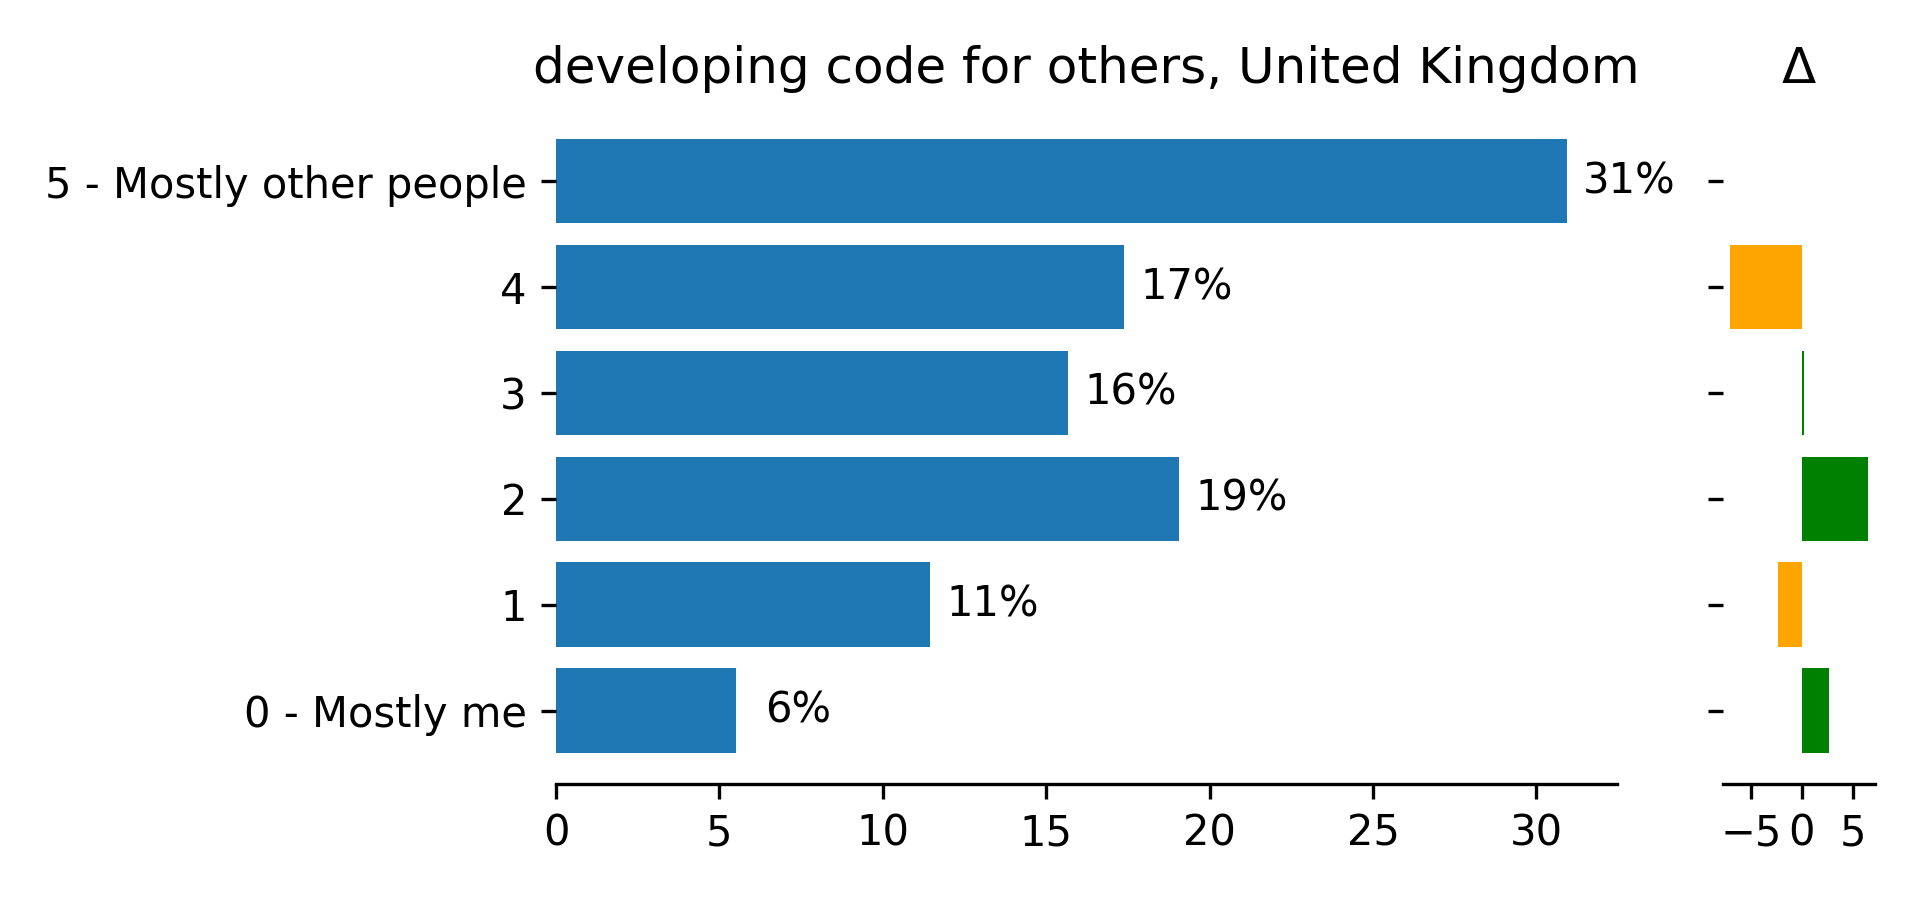 developing code for others, United Kingdom Δ
5 - Mostly other people 31%
4 17%
3 16%
2 19%
1 11%
0 - Mostly me 6%
0 5 10 15 20 25 30 −5 0 5